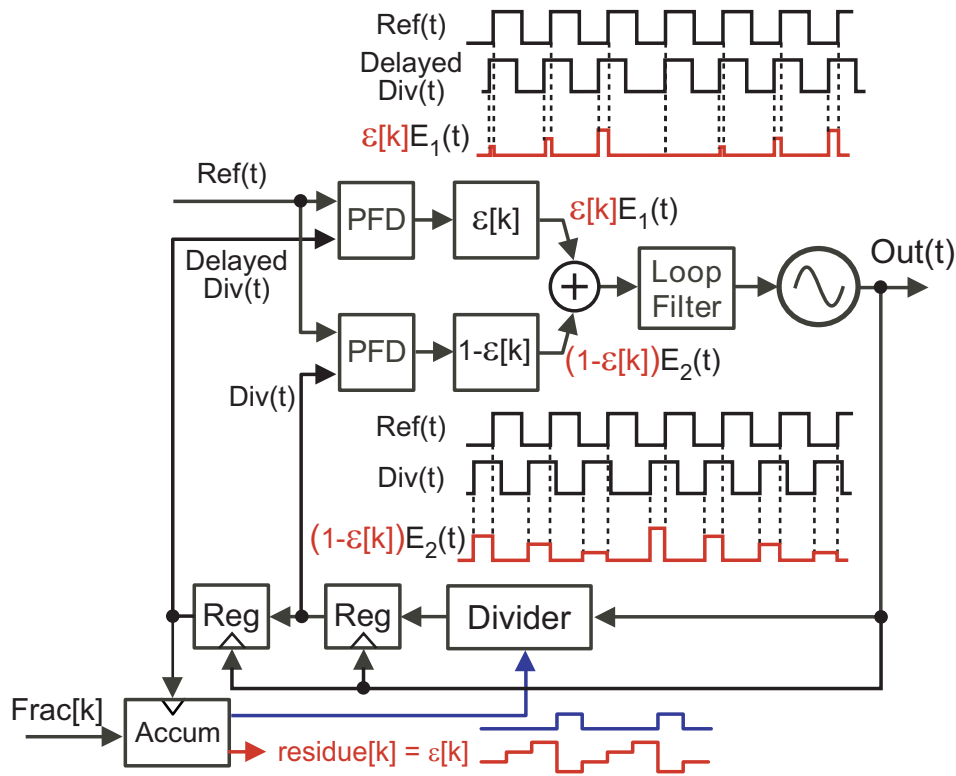 Ref(t)
Delayed
Div(t)
ε[k]E₁(t)
Ref(t)
PFD
ε[k]
ε[k]E₁(t)
Delayed
Div(t)
+
Loop
Filter
Out(t)
PFD
1-ε[k]
(1-ε[k])E₂(t)
Div(t)
Ref(t)
Div(t)
(1-ε[k])E₂(t)
Reg
Reg
Divider
Frac[k]
Accum
residue[k] = ε[k]